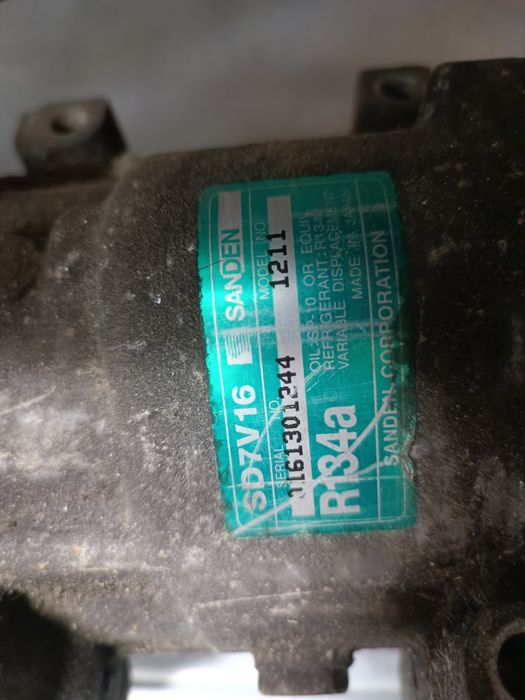 SD7V16 SANDEN
SERIAL NO. MODEL NO.
1211
OIL:SP-10 OR EQUIV
R134a REFRIGERANT:R134a
VARIABLE DISPLACEMENT
MADE IN JAPAN
SANDEN CORPORATION